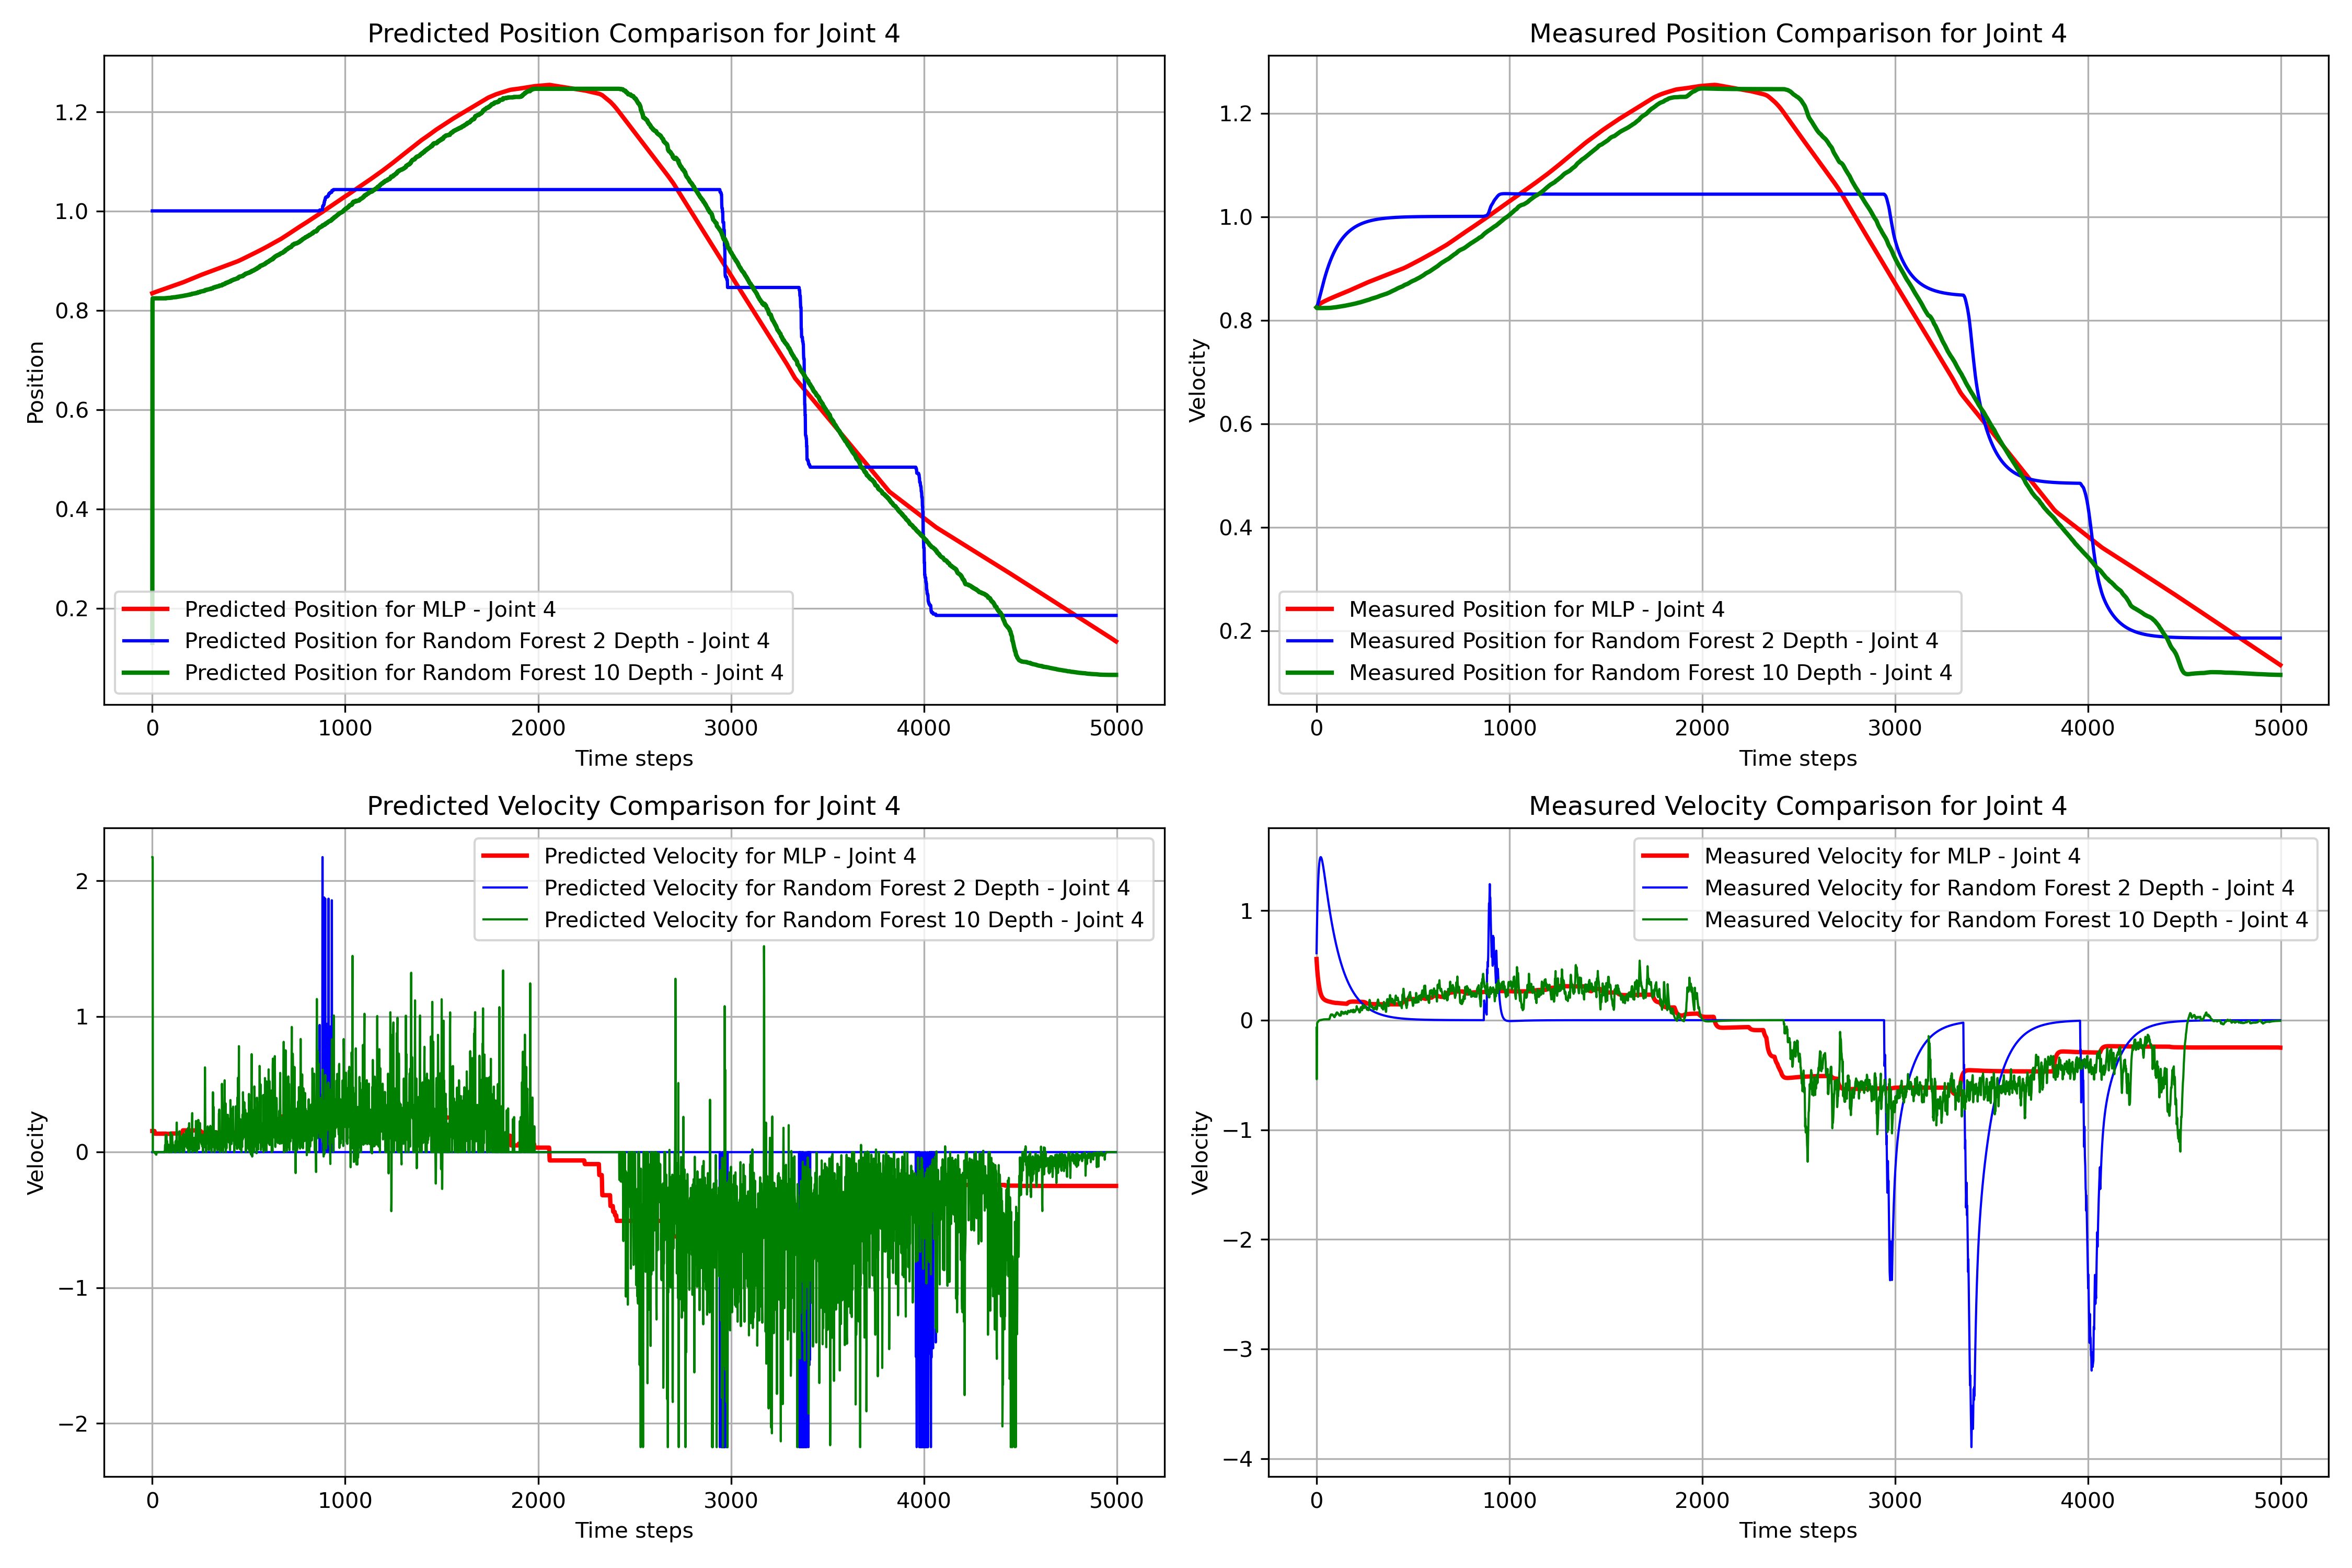 Predicted Position Comparison for Joint 4
Position
1.2
1.0
0.8
0.6
0.4
0.2
Predicted Position for MLP - Joint 4
Predicted Position for Random Forest 2 Depth - Joint 4
Predicted Position for Random Forest 10 Depth - Joint 4
0 1000 2000 3000 4000 5000
Time steps
Measured Position Comparison for Joint 4
Velocity
1.2
1.0
0.8
0.6
0.4
0.2
Measured Position for MLP - Joint 4
Measured Position for Random Forest 2 Depth - Joint 4
Measured Position for Random Forest 10 Depth - Joint 4
0 1000 2000 3000 4000 5000
Time steps
Predicted Velocity Comparison for Joint 4
Velocity
2
1
0
−1
−2
Predicted Velocity for MLP - Joint 4
Predicted Velocity for Random Forest 2 Depth - Joint 4
Predicted Velocity for Random Forest 10 Depth - Joint 4
0 1000 2000 3000 4000 5000
Time steps
Measured Velocity Comparison for Joint 4
Velocity
1
0
−1
−2
−3
−4
Measured Velocity for MLP - Joint 4
Measured Velocity for Random Forest 2 Depth - Joint 4
Measured Velocity for Random Forest 10 Depth - Joint 4
0 1000 2000 3000 4000 5000
Time steps